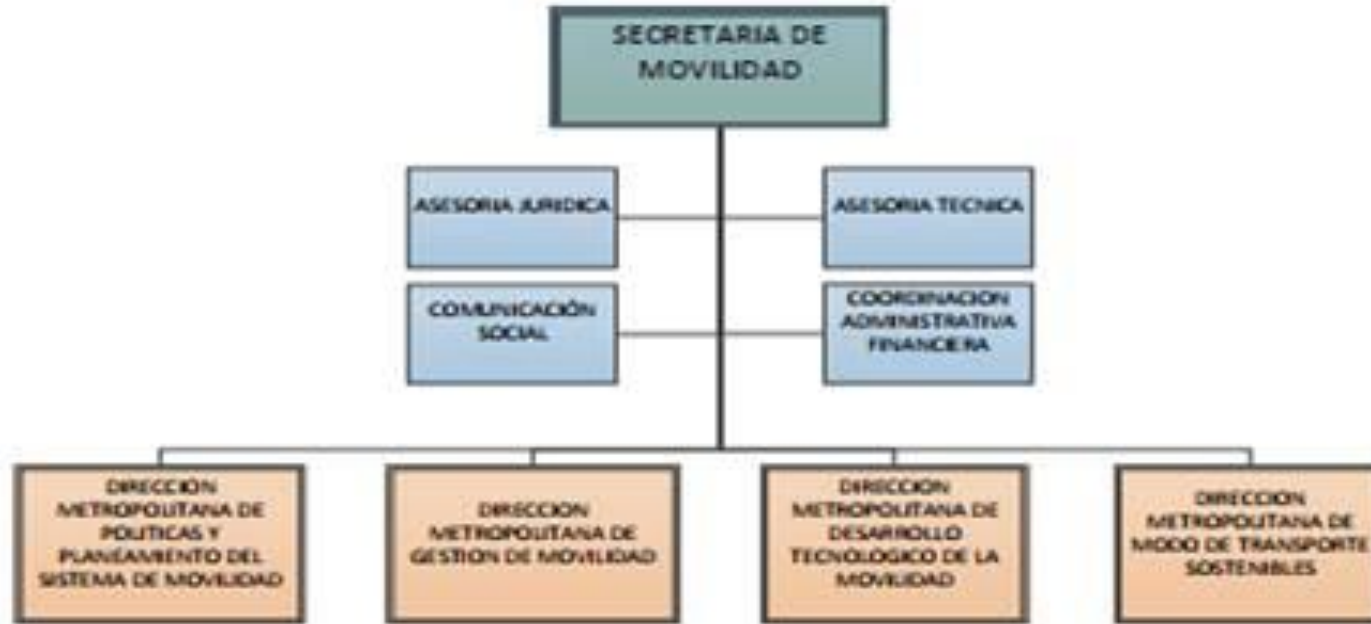 SECRETARIA DE
MOVILIDAD
ASESORIA JURIDICA
ASESORIA TECNICA
COMUNICACIÓN
SOCIAL
COORDINACION
ADMINISTRATIVA
FINANCIERA
DIRECCION
METROPOLITANA DE
POLITICAS Y
PLANEAMIENTO DEL
SISTEMA DE MOVILIDAD
DIRECCION
METROPOLITANA DE
GESTION DE MOVILIDAD
DIRECCION
METROPOLITANA DE
DESARROLLO
TECNOLOGICO DE LA
MOVILIDAD
DIRECCION
METROPOLITANA DE
MODO DE TRANSPORTE
SOSTENIBLES